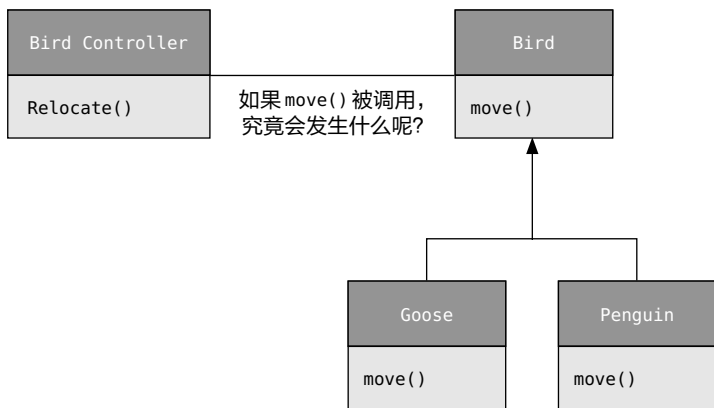 Bird Controller
Bird
Relocate()
如果move()被调用，
究竟会发生什么呢？
move()
Goose
Penguin
move()
move()